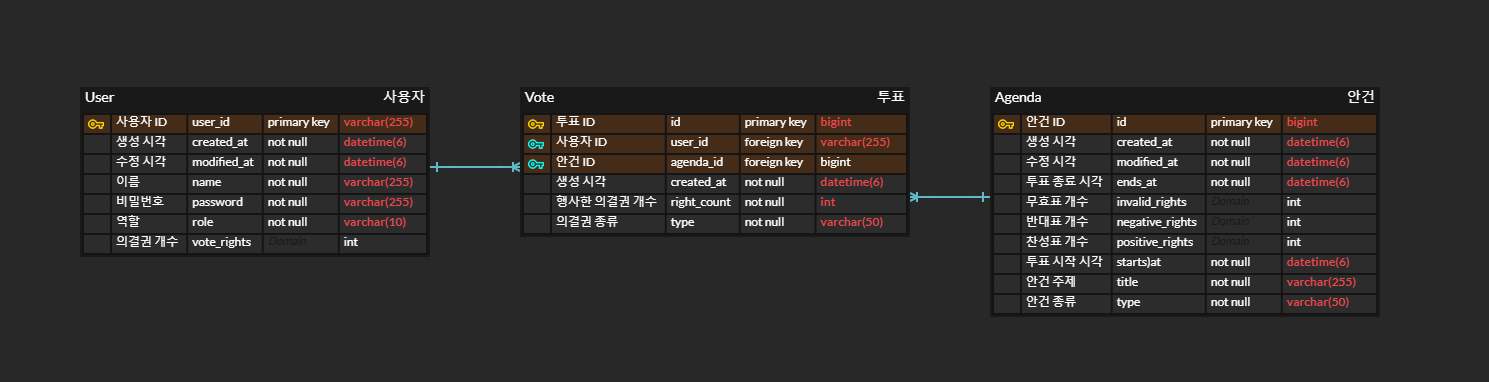 User 사용자
사용자 ID user_id primary key varchar(255)
생성 시각 created_at not null datetime(6)
수정 시각 modified_at not null datetime(6)
이름 name not null varchar(255)
비밀번호 password not null varchar(255)
역할 role not null varchar(10)
의결권 개수 vote_rights Domain int
Vote 투표
투표 ID id primary key bigint
사용자 ID user_id foreign key varchar(255)
안건 ID agenda_id foreign key bigint
생성 시각 created_at not null datetime(6)
행사한 의결권 개수 right_count not null int
의결권 종류 type not null varchar(50)
Agenda 안건
안건 ID id primary key bigint
생성 시각 created_at not null datetime(6)
수정 시각 modified_at not null datetime(6)
투표 종료 시각 ends_at not null datetime(6)
무효표 개수 invalid_rights Domain int
반대표 개수 negative_rights Domain int
찬성표 개수 positive_rights Domain int
투표 시작 시각 starts)at not null datetime(6)
안건 주제 title not null varchar(255)
안건 종류 type not null varchar(50)